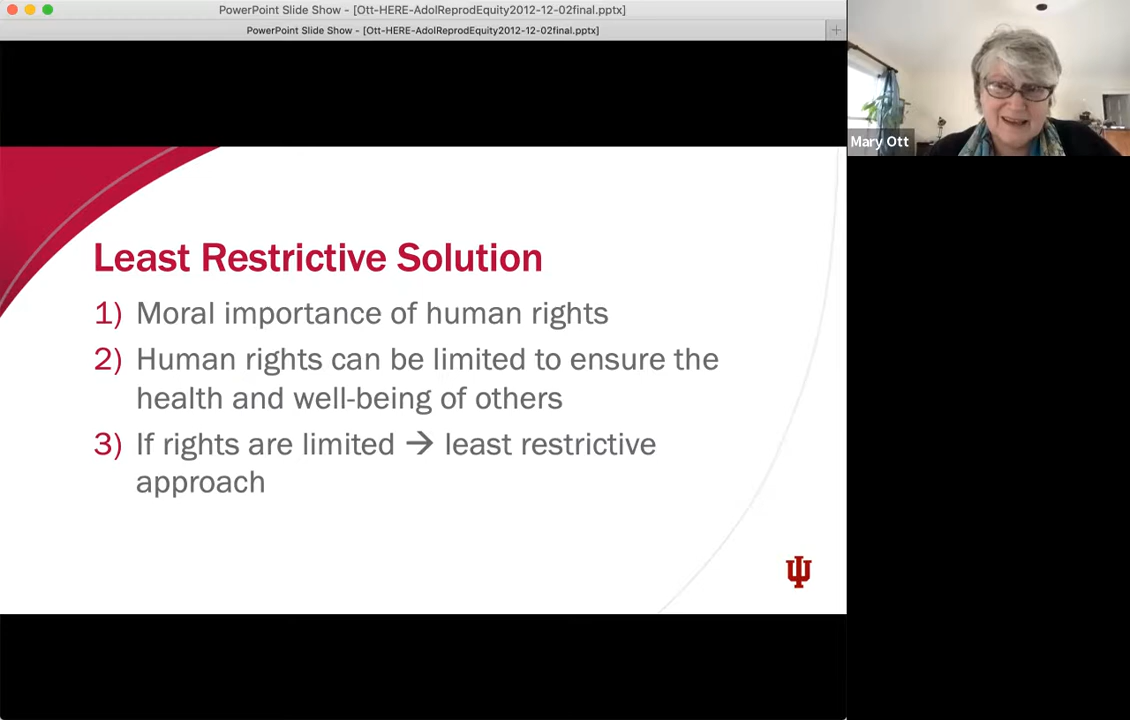 PowerPoint Slide Show - [Ott-HERE-AdolReprodEquity2012-12-02final.pptx]
PowerPoint Slide Show - [Ott-HERE-AdolReprodEquity2012-12-02final.pptx]
Mary Ott
Least Restrictive Solution
1) Moral importance of human rights
2) Human rights can be limited to ensure the
health and well-being of others
3) If rights are limited → least restrictive
approach